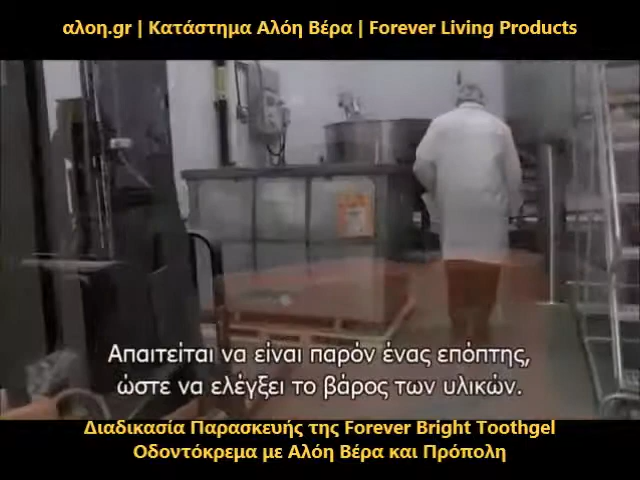 αλοη.gr | Κατάστημα Αλόη Βέρα | Forever Living Products
Απαιτείται να είναι παρόν ένας επόπτης,
ώστε να ελέγξει το βάρος των υλικών.
Διαδικασία Παρασκευής της Forever Bright Toothgel
Οδοντόκρεμα με Αλόη Βέρα και Πρόπολη